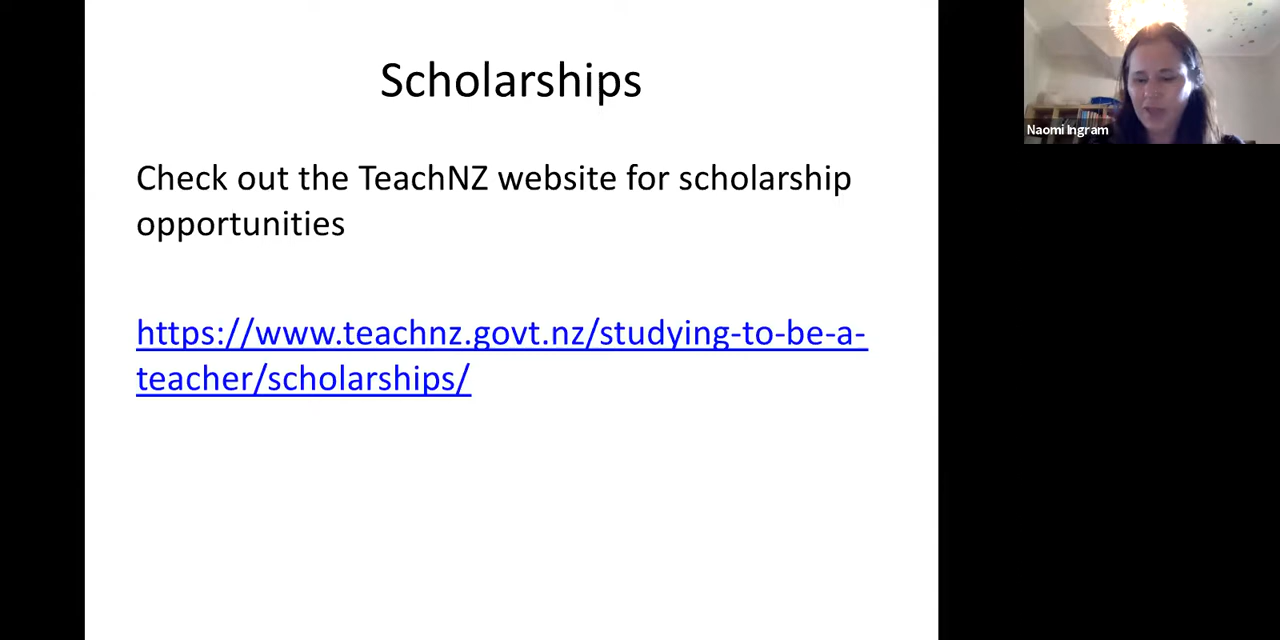 Scholarships
Check out the TeachNZ website for scholarship
opportunities
https://www.teachnz.govt.nz/studying-to-be-a-
teacher/scholarships/
Naomi Ingram